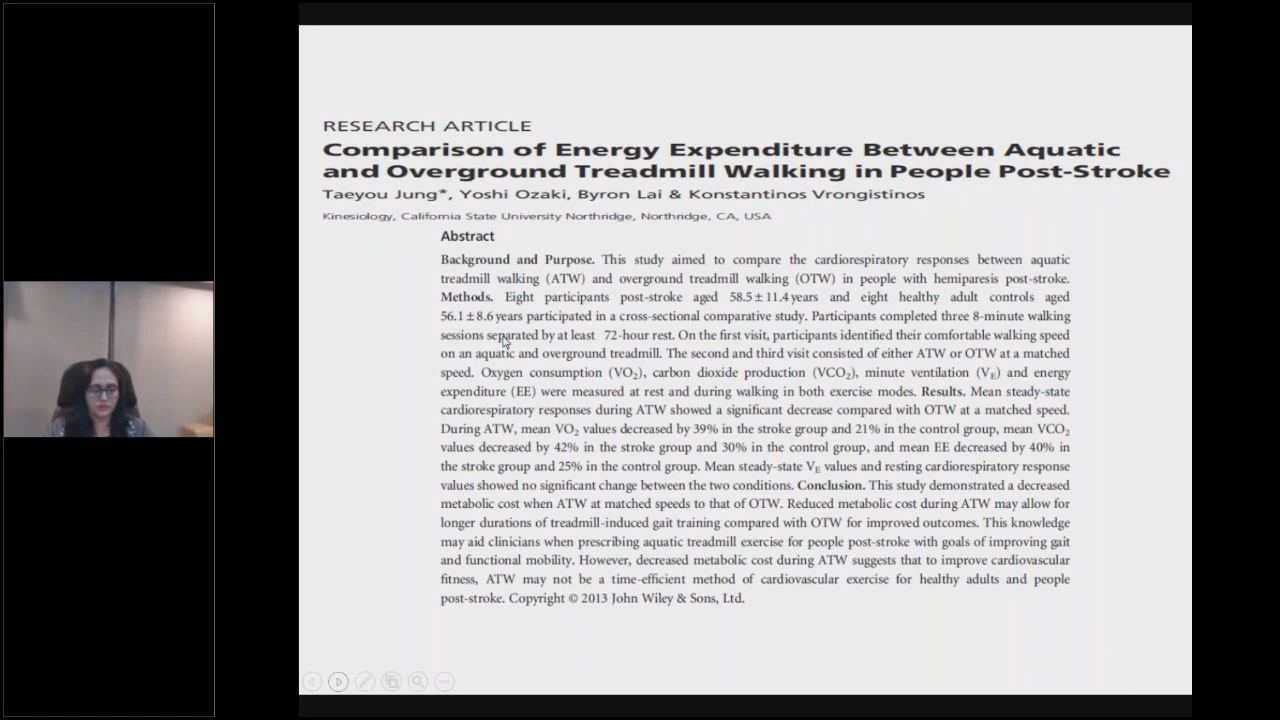 RESEARCH ARTICLE
Comparison of Energy Expenditure Between Aquatic
and Overground Treadmill Walking in People Post-Stroke
Taeyou Jung*, Yoshi Ozaki, Byron Lai & Konstantinos Vrongistinos
Kinesiology, California State University Northridge, Northridge, CA, USA
Abstract
Background and Purpose. This study aimed to compare the cardiorespiratory responses between aquatic
treadmill walking (ATW) and overground treadmill walking (OTW) in people with hemiparesis post-stroke.
Methods. Eight participants post-stroke aged 58.5 ± 11.4 years and eight healthy adult controls aged
56.1 ± 8.6 years participated in a cross-sectional comparative study. Participants completed three 8-minute walking
sessions separated by at least 72-hour rest. On the first visit, participants identified their comfortable walking speed
on an aquatic and overground treadmill. The second and third visit consisted of either ATW or OTW at a matched
speed. Oxygen consumption (VO₂), carbon dioxide production (VCO₂), minute ventilation (V_E) and energy
expenditure (EE) were measured at rest and during walking in both exercise modes. Results. Mean steady-state
cardiorespiratory responses during ATW showed a significant decrease compared with OTW at a matched speed.
During ATW, mean VO₂ values decreased by 39% in the stroke group and 21% in the control group, mean VCO₂
values decreased by 42% in the stroke group and 30% in the control group, and mean EE decreased by 40% in
the stroke group and 25% in the control group. Mean steady-state V_E values and resting cardiorespiratory response
values showed no significant change between the two conditions. Conclusion. This study demonstrated a decreased
metabolic cost when ATW at matched speeds to that of OTW. Reduced metabolic cost during ATW may allow for
longer durations of treadmill-induced gait training compared with OTW for improved outcomes. This knowledge
may aid clinicians when prescribing aquatic treadmill exercise for people post-stroke with goals of improving gait
and functional mobility. However, decreased metabolic cost during ATW suggests that to improve cardiovascular
fitness, ATW may not be a time-efficient method of cardiovascular exercise for healthy adults and people
post-stroke. Copyright © 2013 John Wiley & Sons, Ltd.